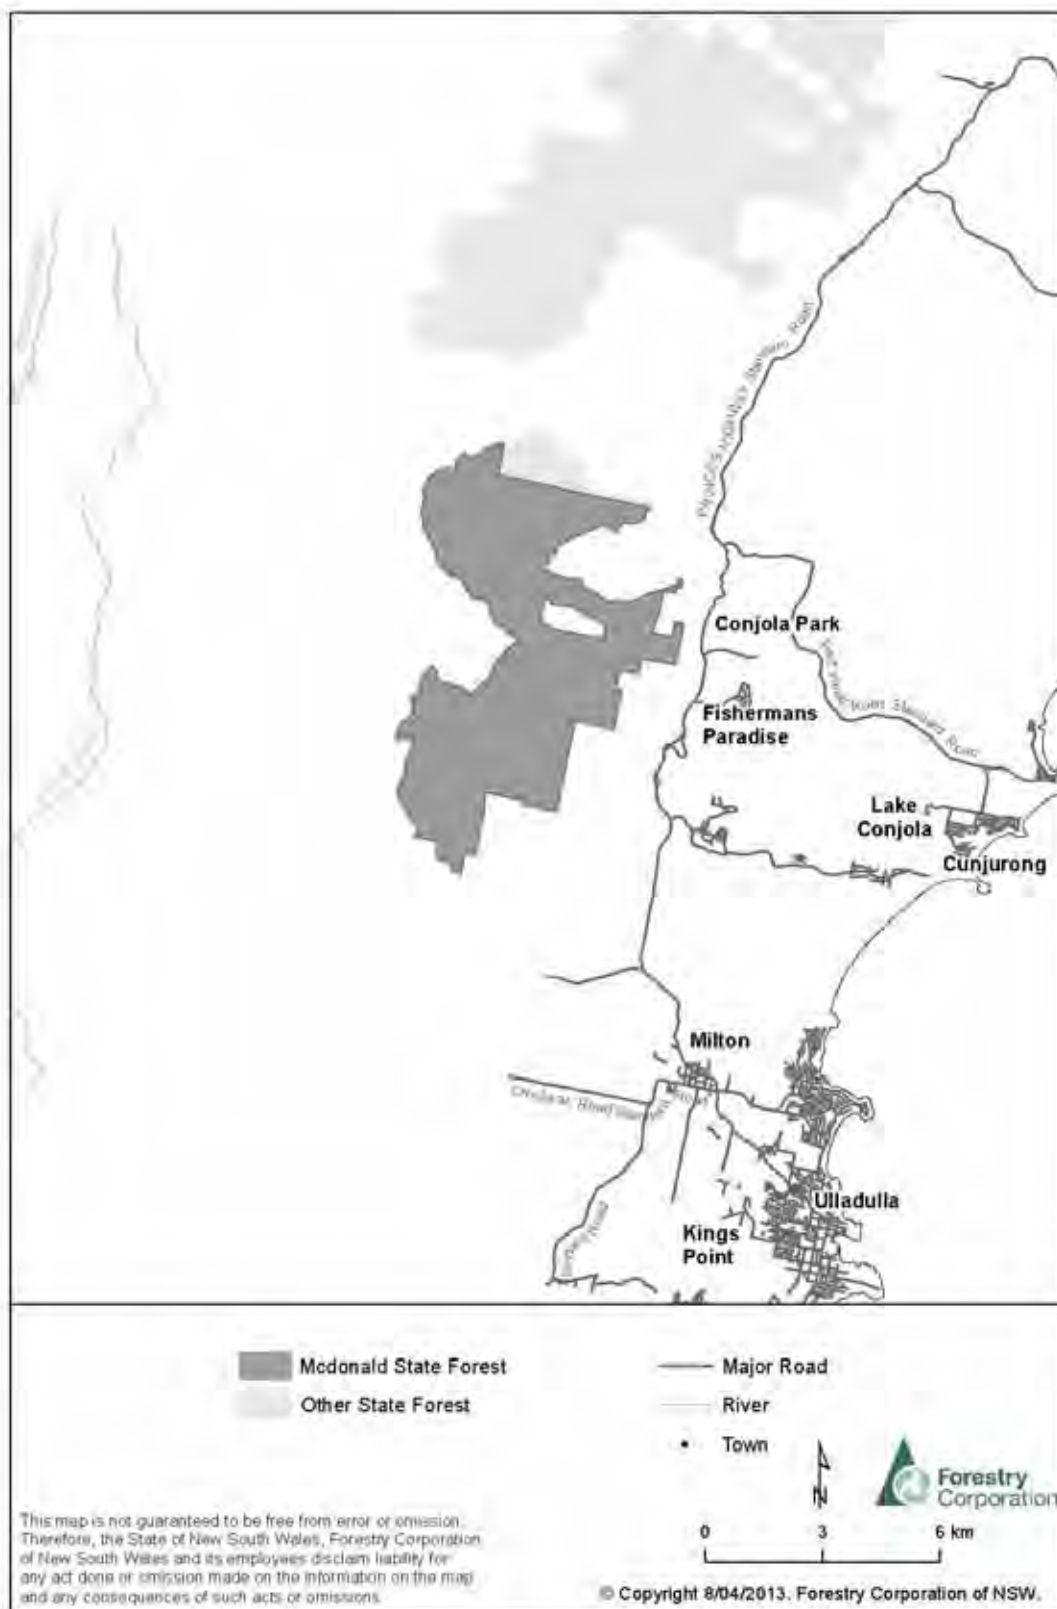 Conjola Park
Fishermans
Paradise
Lake
Conjola
Cunjurong
Milton
Ulladulla
Kings
Point
Road
Mcdonald State Forest
Other State Forest
Major Road
River
Town
N
Forestry
Corporation
0 3 6 km
This map is not guaranteed to be free from error or omission.
Therefore, the State of New South Wales, Forestry Corporation
of New South Wales and its employees disclaim liability for
any act done or omission made on the information on the map
and any consequences of such acts or omissions.
© Copyright 8/04/2013. Forestry Corporation of NSW.